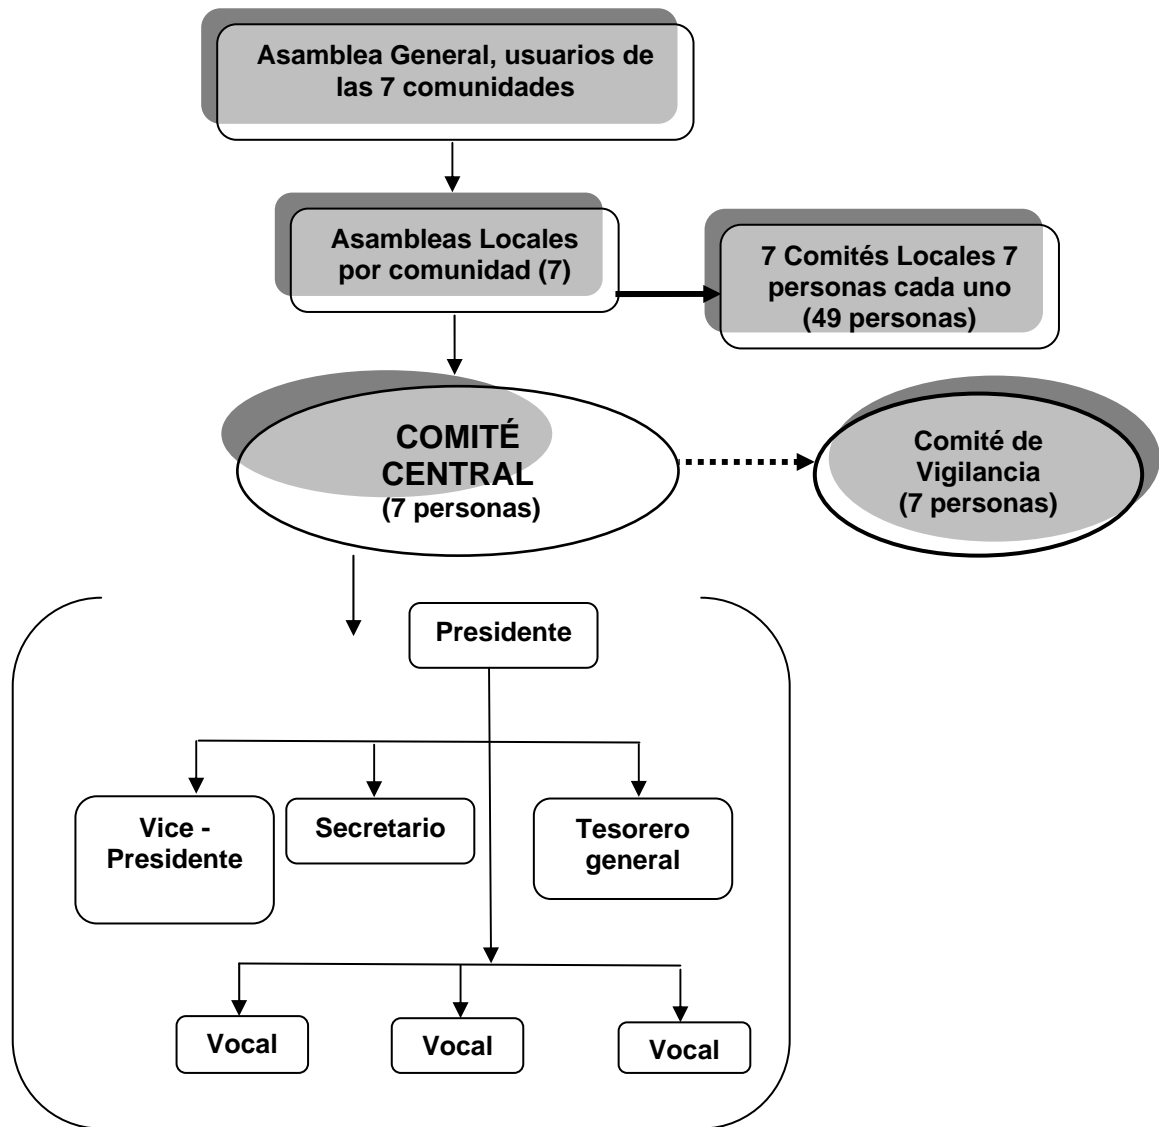 Asamblea General, usuarios de
las 7 comunidades
Asambleas Locales
por comunidad (7)
7 Comités Locales 7
personas cada uno
(49 personas)
COMITÉ
CENTRAL
(7 personas)
Comité de
Vigilancia
(7 personas)
Presidente
Vice -
Presidente
Secretario
Tesorero
general
Vocal
Vocal
Vocal